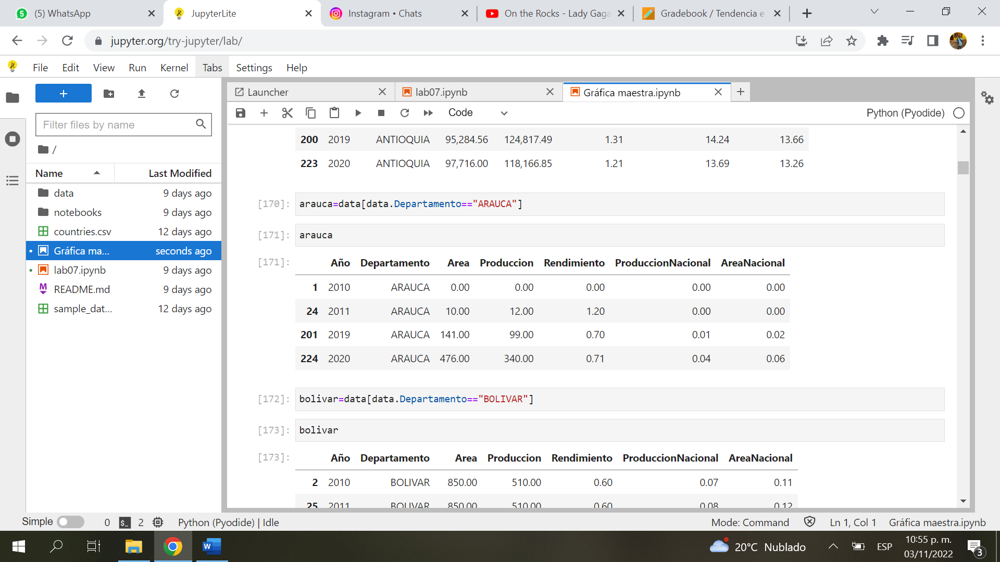 (5) WhatsApp
JupyterLite
Instagram • Chats
On the Rocks - Lady Gaga
Gradebook / Tendencia e
jupyter.org/try-jupyter/lab/
File Edit View Run Kernel Tabs Settings Help
Launcher
lab07.ipynb
Gráfica maestra.ipynb
Code
Python (Pyodide)
Filter files by name
/
Name Last Modified
data 9 days ago
notebooks 9 days ago
countries.csv 12 days ago
Gráfica ma... seconds ago
lab07.ipynb 9 days ago
README.md 9 days ago
sample_dat... 12 days ago
200 2019 ANTIOQUIA 95,284.56 124,817.49 1.31 14.24 13.66
223 2020 ANTIOQUIA 97,716.00 118,166.85 1.21 13.69 13.26
[170]: arauca=data[data.Departamento=="ARAUCA"]
[171]: arauca
[171]: Año Departamento Area Produccion Rendimiento ProduccionNacional AreaNacional
1 2010 ARAUCA 0.00 0.00 0.00 0.00 0.00
24 2011 ARAUCA 10.00 12.00 1.20 0.00 0.00
201 2019 ARAUCA 141.00 99.00 0.70 0.01 0.02
224 2020 ARAUCA 476.00 340.00 0.71 0.04 0.06
[172]: bolivar=data[data.Departamento=="BOLIVAR"]
[173]: bolivar
[173]: Año Departamento Area Produccion Rendimiento ProduccionNacional AreaNacional
2 2010 BOLIVAR 850.00 510.00 0.60 0.07 0.11
25 2011 BOLIVAR 850.00 510.00 0.60 0.08 0.12
Simple 0 $_ 2 Python (Pyodide) | Idle
Mode: Command Ln 1, Col 1 Gráfica maestra.ipynb
20°C Nublado
ESP
10:55 p. m.
03/11/2022
3